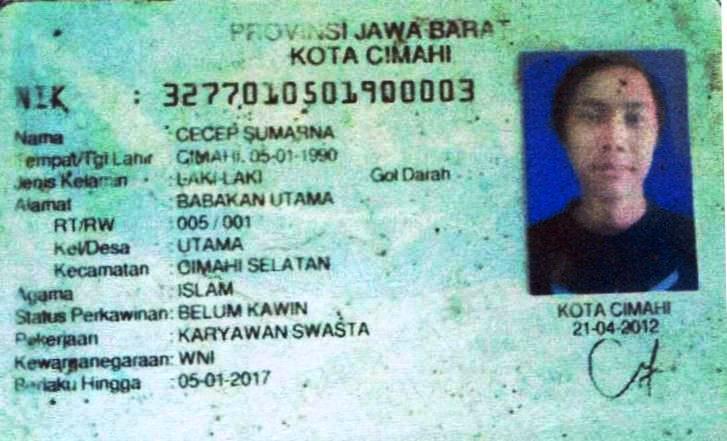 PROVINSI JAWA BARAT
KOTA CIMAHI
NIK : 3277010501900003
Nama : CECEP SUMARNA
Tempat/Tgl Lahir : CIMAHI, 05-01-1990
Jenis Kelamin : LAKI-LAKI Gol Darah : -
Alamat : BABAKAN UTAMA
RT/RW : 005 / 001
Kel/Desa : UTAMA
Kecamatan : CIMAHI SELATAN
Agama : ISLAM
Status Perkawinan: BELUM KAWIN
Pekerjaan : KARYAWAN SWASTA
Kewarganegaraan: WNI
Berlaku Hingga : 05-01-2017
KOTA CIMAHI
21-04-2012